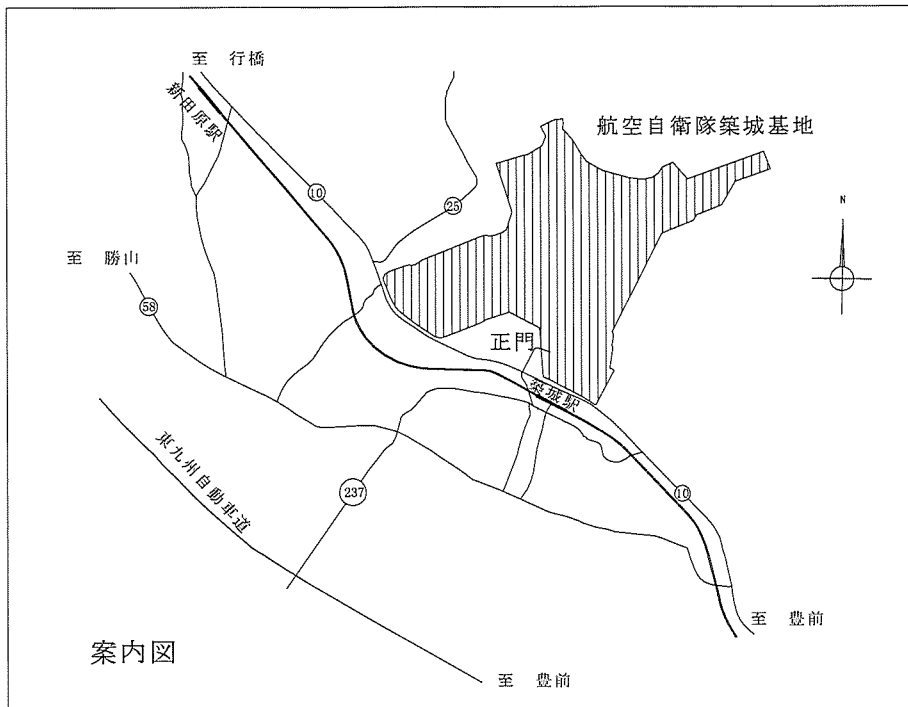 至 行橋
新田原駅
航空自衛隊築城基地
10
25
N
至 勝山
58
正門
築城駅
東九州自動車道
237
10
至 豊前
案内図
至 豊前